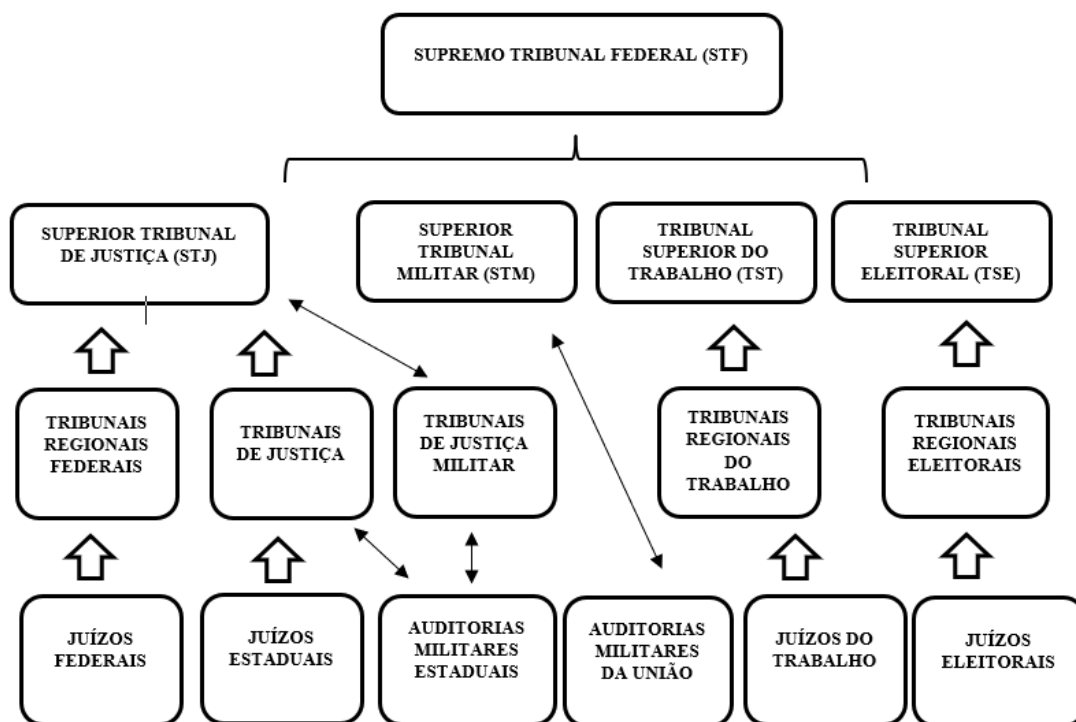 SUPREMO TRIBUNAL FEDERAL (STF)
SUPERIOR TRIBUNAL
DE JUSTIÇA (STJ)
SUPERIOR
TRIBUNAL
MILITAR (STM)
TRIBUNAL
SUPERIOR DO
TRABALHO (TST)
TRIBUNAL
SUPERIOR
ELEITORAL (TSE)
TRIBUNAIS
REGIONAIS
FEDERAIS
TRIBUNAIS
DE JUSTIÇA
TRIBUNAIS
DE JUSTIÇA
MILITAR
TRIBUNAIS
REGIONAIS
DO
TRABALHO
TRIBUNAIS
REGIONAIS
ELEITORAIS
JUÍZOS
FEDERAIS
JUÍZOS
ESTADUAIS
AUDITORIAS
MILITARES
ESTADUAIS
AUDITORIAS
MILITARES
DA UNIÃO
JUÍZOS DO
TRABALHO
JUÍZOS
ELEITORAIS